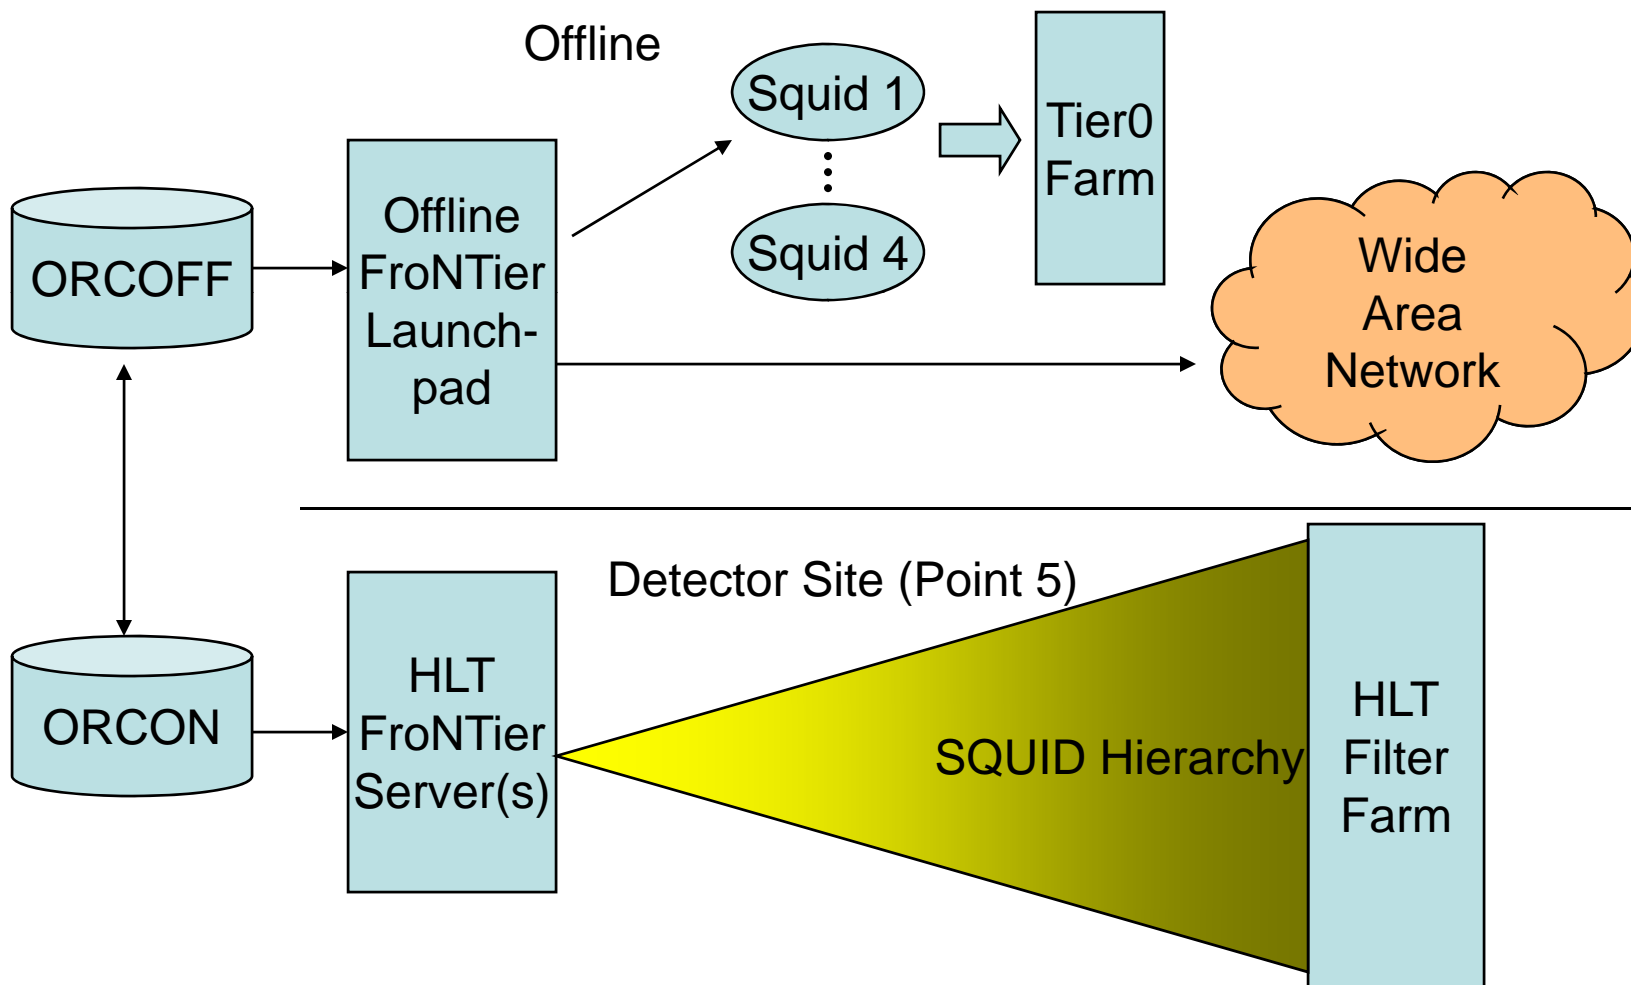 Offline
Squid 1
Squid 4
Tier0
Farm
ORCOFF
Offline
FroNTier
Launch-
pad
Wide
Area
Network
Detector Site (Point 5)
ORCON
HLT
FroNTier
Server(s)
SQUID Hierarchy
HLT
Filter
Farm